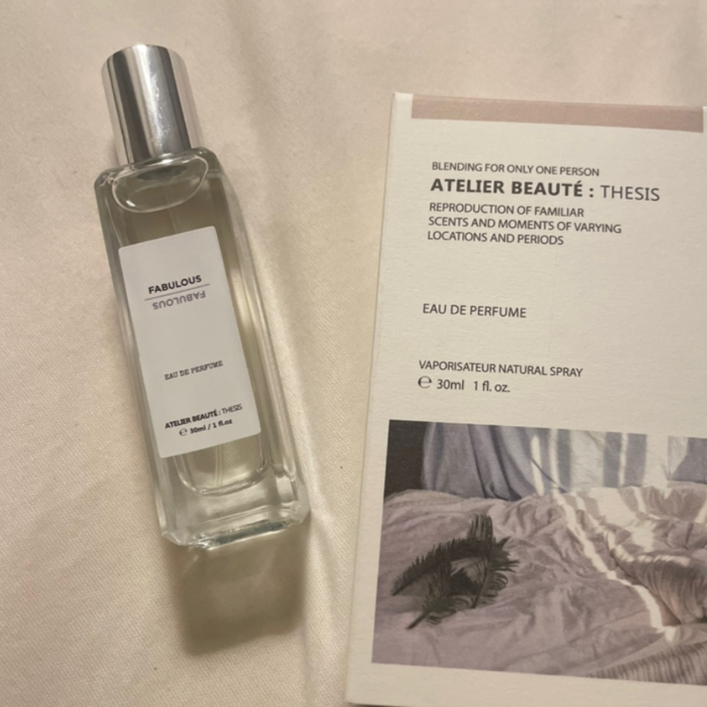 FABULOUS
FABULOUS
EAU DE PERFUME
ATELIER BEAUTÉ : THESIS
℮ 30ml / 1 fl.oz
BLENDING FOR ONLY ONE PERSON
ATELIER BEAUTÉ : THESIS
REPRODUCTION OF FAMILIAR
SCENTS AND MOMENTS OF VARYING
LOCATIONS AND PERIODS
EAU DE PERFUME
VAPORISATEUR NATURAL SPRAY
℮ 30ml 1 fl. oz.